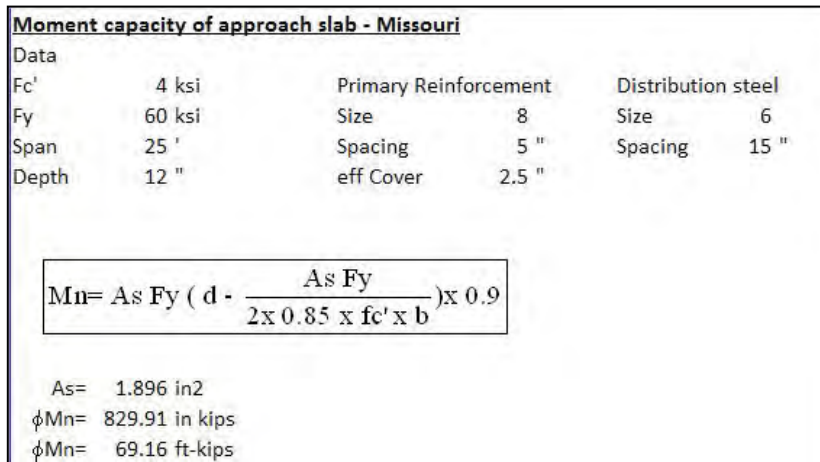 Moment capacity of approach slab - Missouri
Data
Fc' 4 ksi Primary Reinforcement Distribution steel
Fy 60 ksi Size 8 Size 6
Span 25 ' Spacing 5 " Spacing 15 "
Depth 12 " eff Cover 2.5 "
Mn= As Fy ( d - As Fy / 2x 0.85 x fc' x b )x 0.9
As= 1.896 in2
ϕMn= 829.91 in kips
ϕMn= 69.16 ft-kips